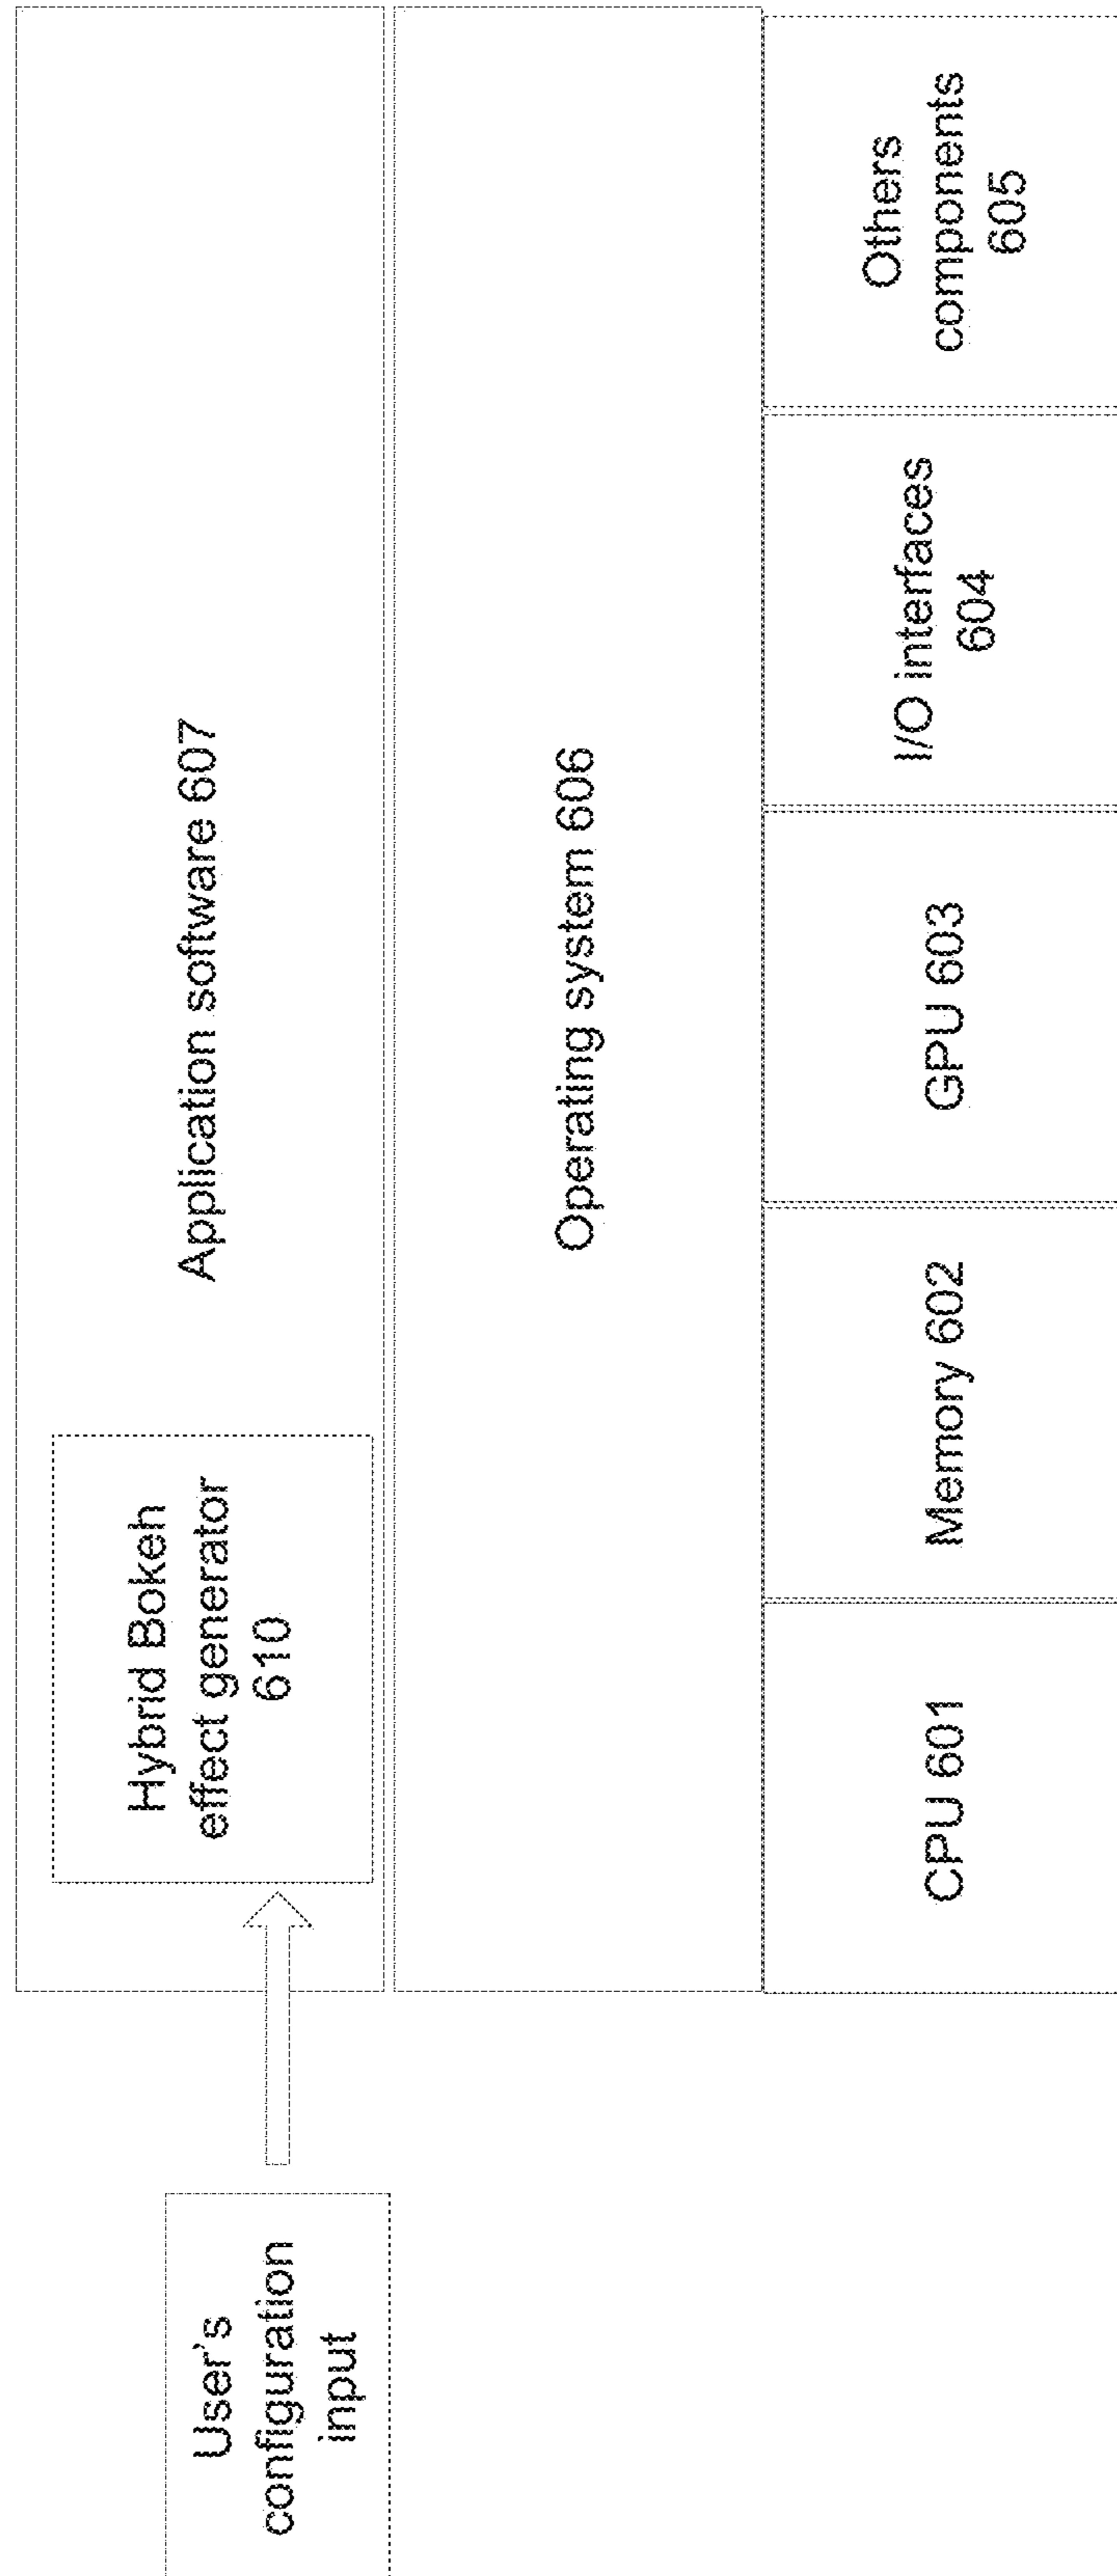 User's
configuration
input
Hybrid Bokeh
effect generator
610
Application software 607
Operating system 606
CPU 601
Memory 602
GPU 603
I/O interfaces
604
Others
components
605